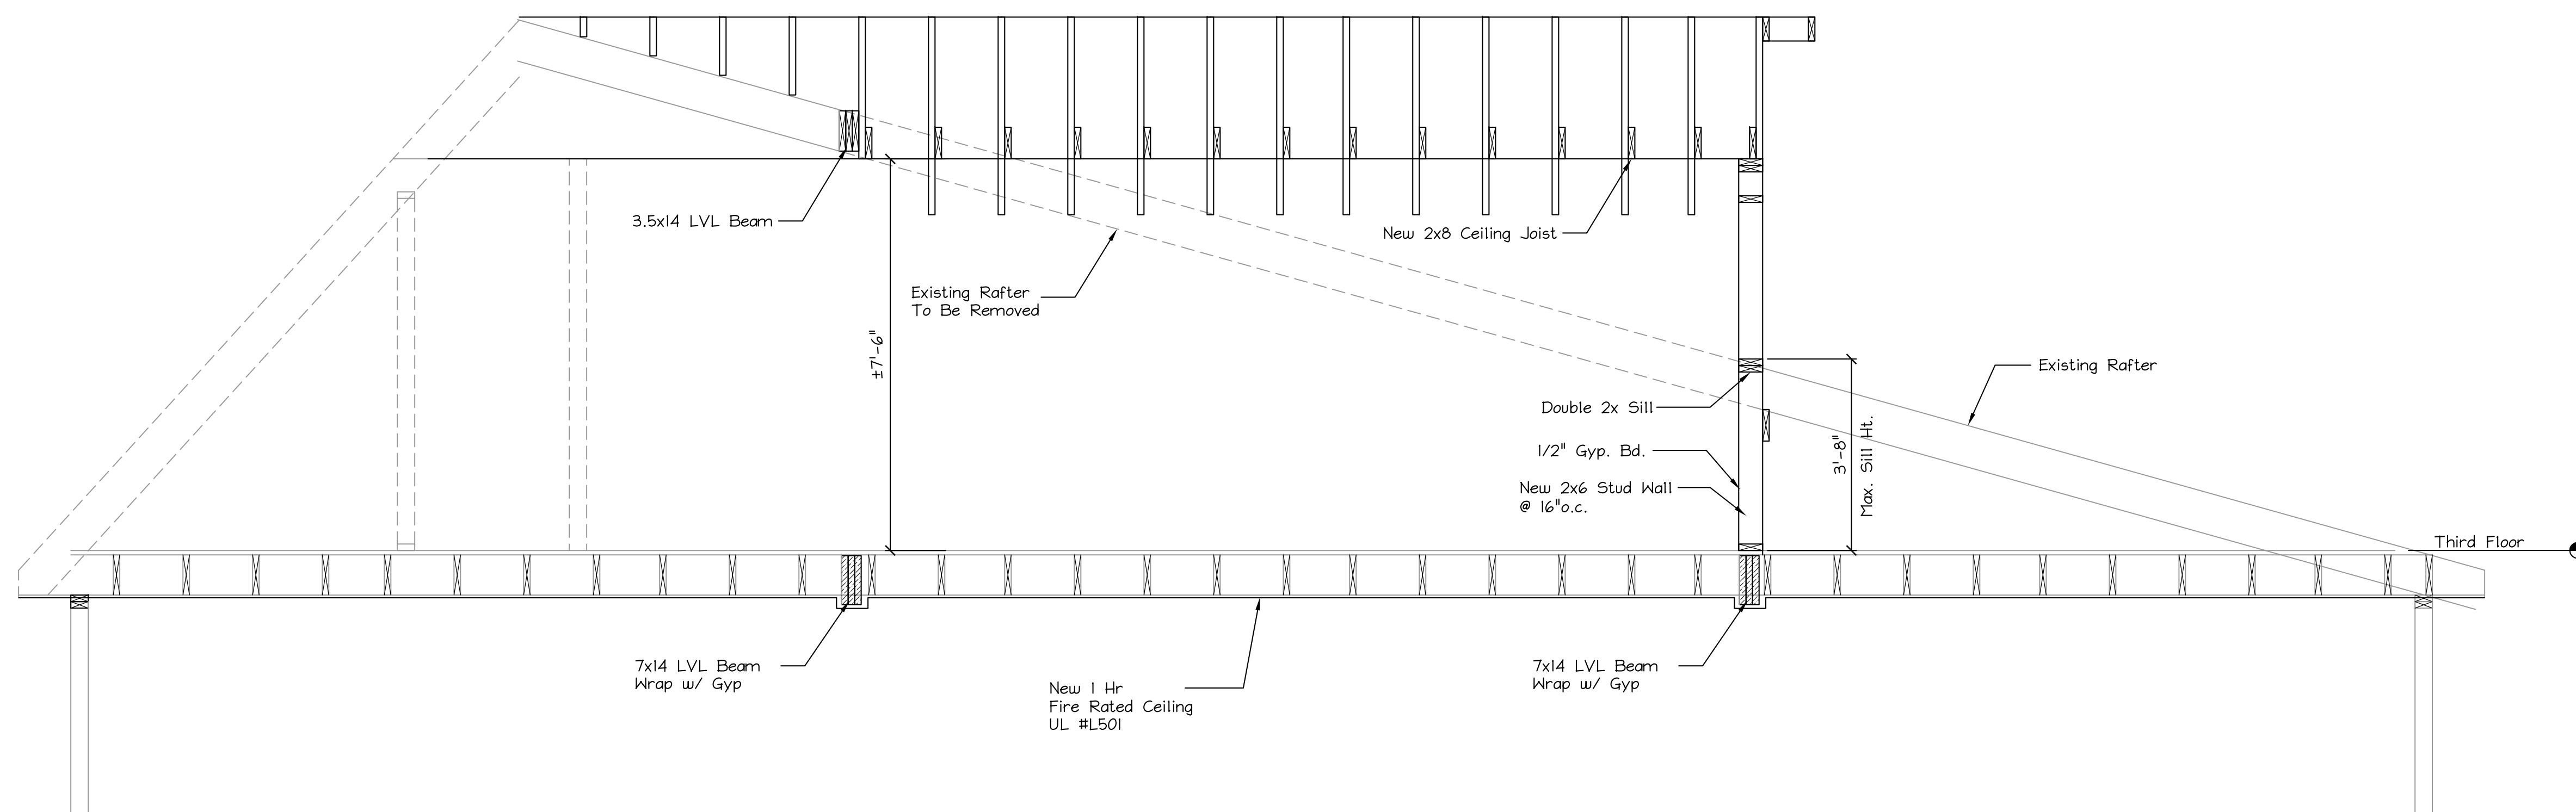 3.5x14 LVL Beam
New 2x8 Ceiling Joist
Existing Rafter
To Be Removed
±7'-6"
Existing Rafter
Double 2x Sill
1/2" Gyp. Bd.
3'-8"
Max. Sill Ht.
New 2x6 Stud Wall
@ 16"o.c.
Third Floor
7x14 LVL Beam
Wrap w/ Gyp
New 1 Hr
Fire Rated Ceiling
UL #L501
7x14 LVL Beam
Wrap w/ Gyp